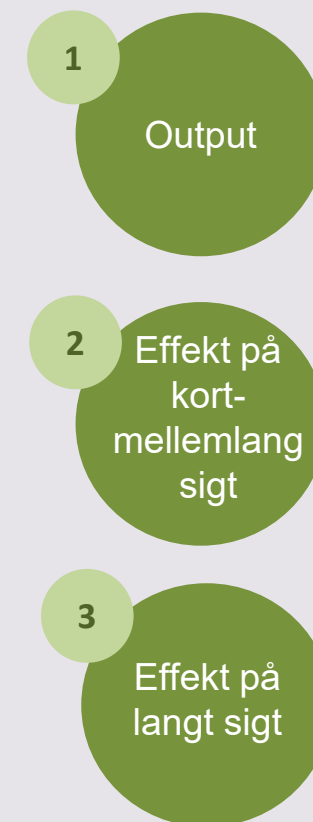 1
Output
2
Effekt på
kort-
mellemlang
sigt
3
Effekt på
langt sigt